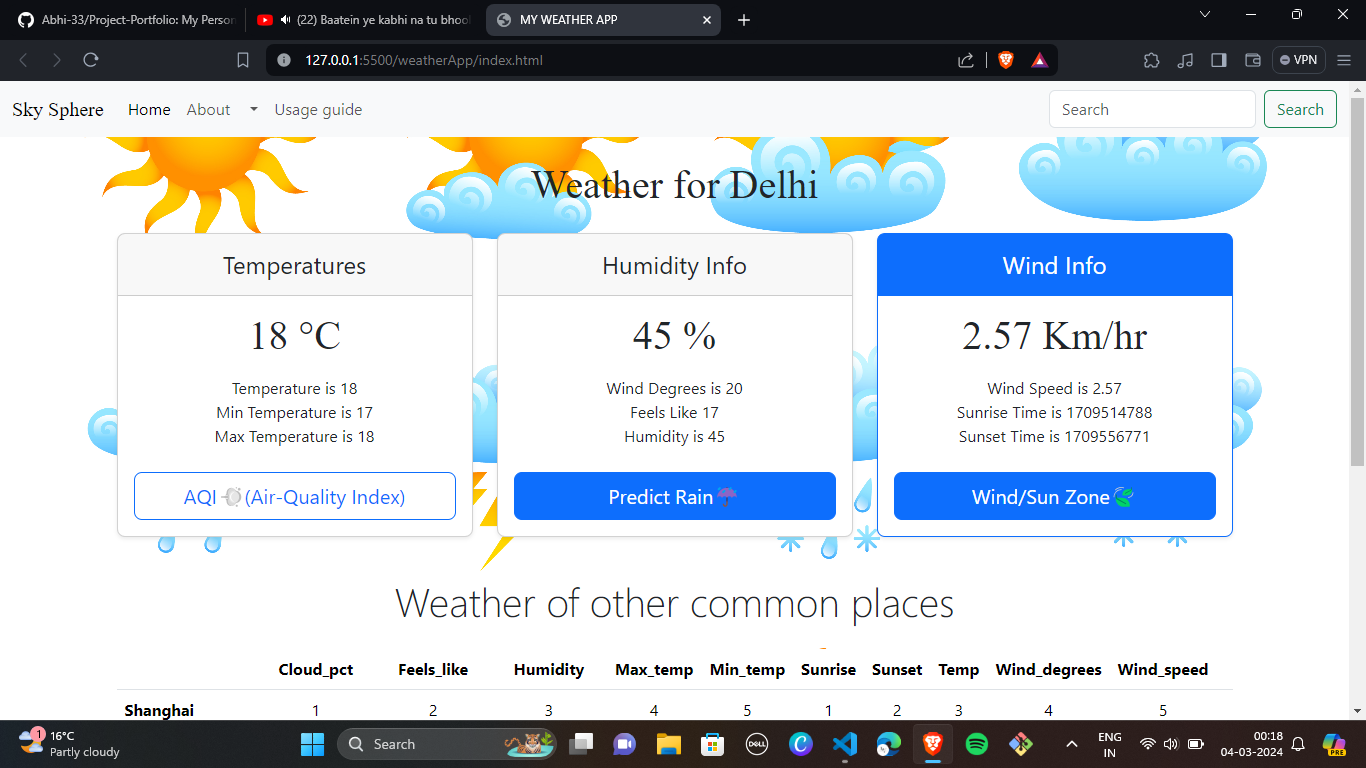 Abhi-33/Project-Portfolio: My Person
(22) Baatein ye kabhi na tu bhool
MY WEATHER APP
127.0.0.1:5500/weatherApp/index.html
VPN
Sky Sphere Home About Usage guide Search Search
Weather for Delhi
Temperatures
18 °C
Temperature is 18
Min Temperature is 17
Max Temperature is 18
AQI (Air-Quality Index)
Humidity Info
45 %
Wind Degrees is 20
Feels Like 17
Humidity is 45
Predict Rain
Wind Info
2.57 Km/hr
Wind Speed is 2.57
Sunrise Time is 1709514788
Sunset Time is 1709556771
Wind/Sun Zone
Weather of other common places
Cloud_pct Feels_like Humidity Max_temp Min_temp Sunrise Sunset Temp Wind_degrees Wind_speed
Shanghai 1 2 3 4 5 1 2 3 4 5
1
16°C
Partly cloudy
Search
DELL
ENG
IN
00:18
04-03-2024
PRE